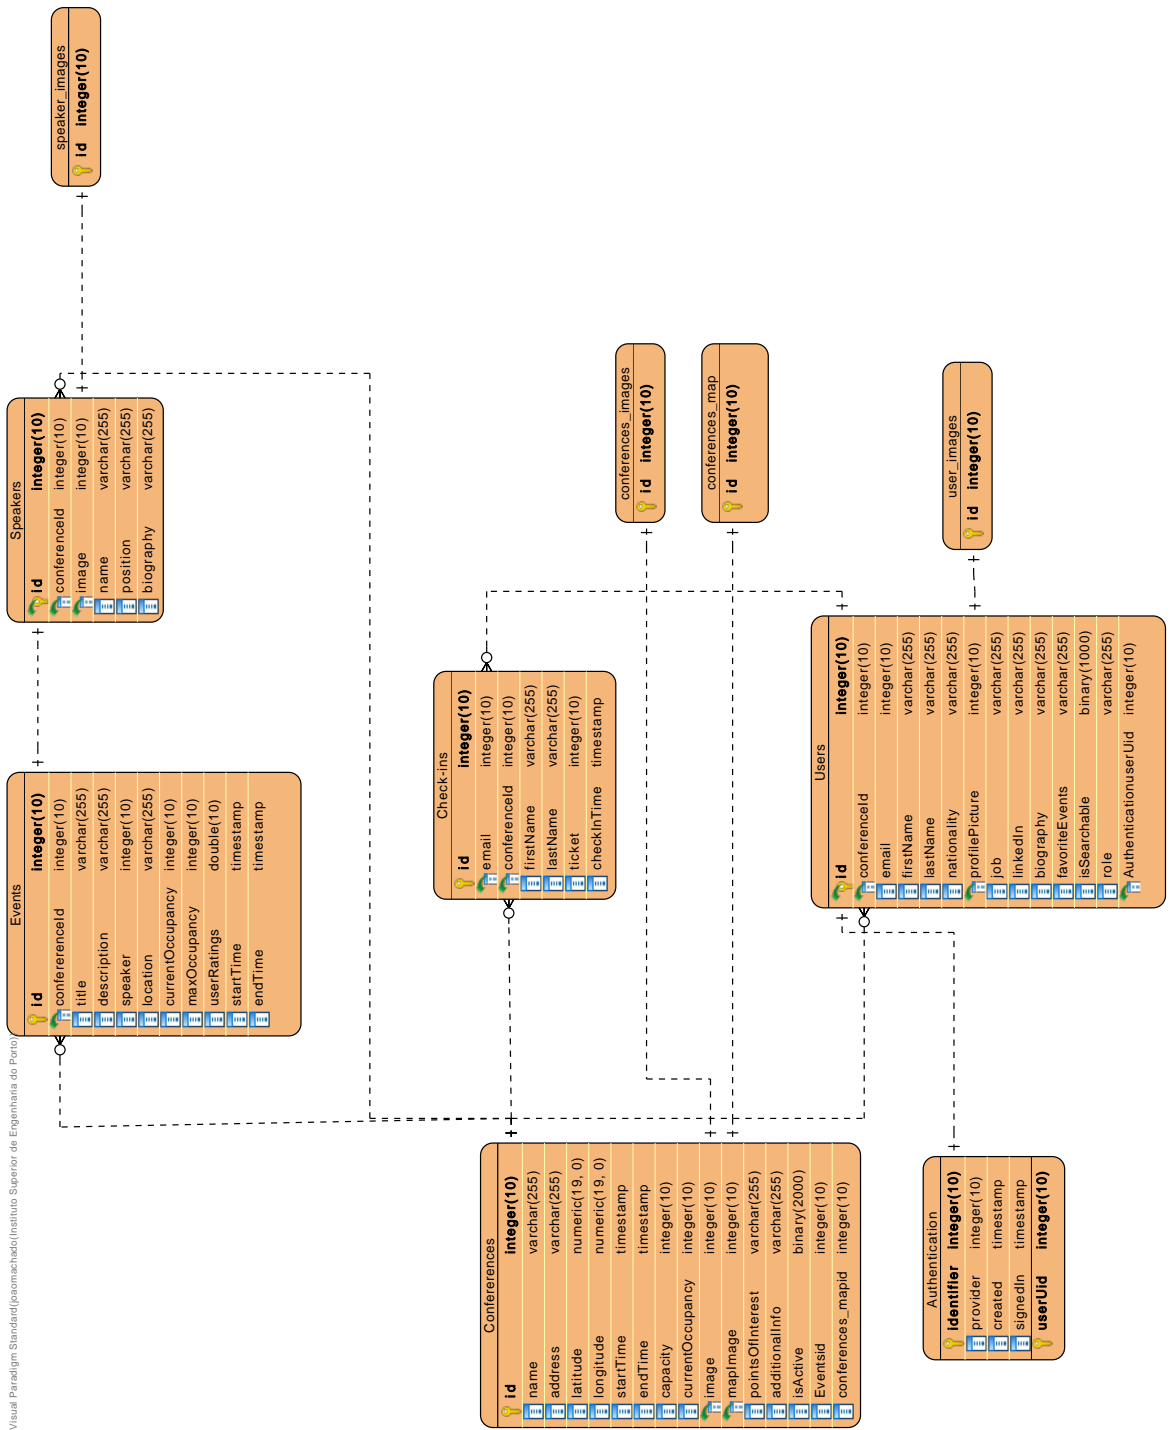 speaker_images
id integer(10)
Speakers
id integer(10)
conferenceId integer(10)
image integer(10)
name varchar(255)
position varchar(255)
biography varchar(255)
Events
id integer(10)
confererenceId integer(10)
title varchar(255)
description varchar(255)
speaker integer(10)
location varchar(255)
currentOccupancy integer(10)
maxOccupancy integer(10)
userRatings double(10)
startTime timestamp
endTime timestamp
conferences_images
id integer(10)
conferences_map
id integer(10)
user_images
id integer(10)
Check-ins
id integer(10)
email integer(10)
conferenceId integer(10)
firstName varchar(255)
lastName varchar(255)
ticket integer(10)
checkInTime timestamp
Users
id integer(10)
conferenceId integer(10)
email integer(10)
firstName varchar(255)
lastName varchar(255)
nationality varchar(255)
profilePicture integer(10)
job varchar(255)
linkedIn varchar(255)
biography varchar(255)
favoriteEvents varchar(255)
isSearchable binary(1000)
role varchar(255)
AuthenticationuserUid integer(10)
Confererences
id integer(10)
name varchar(255)
address varchar(255)
latitude numeric(19, 0)
longitude numeric(19, 0)
startTime timestamp
endTime timestamp
capacity integer(10)
currentOccupancy integer(10)
image integer(10)
mapImage integer(10)
pointsOfInterest varchar(255)
additionalInfo varchar(255)
isActive binary(2000)
Eventsid integer(10)
conferences_mapid integer(10)
Authentication
identifier integer(10)
provider integer(10)
created timestamp
signedIn timestamp
userUid integer(10)
Visual Paradigm Standard(joaomachado(Instituto Superior de Engenharia do Porto))